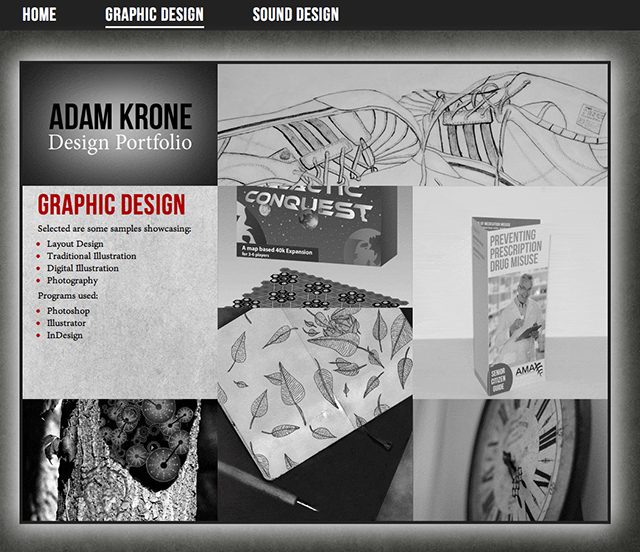 HOME GRAPHIC DESIGN SOUND DESIGN
ADAM KRONE
Design Portfolio
GRAPHIC DESIGN
Selected are some samples showcasing:
Layout Design
Traditional Illustration
Digital Illustration
Photography
Programs used:
Photoshop
Illustrator
InDesign
CONQUEST
A map based 40k Expansion
for 3-6 players
PREVENTING
PRESCRIPTION
DRUG MISUSE
SENIOR
CITIZEN
GUIDE
AMAX